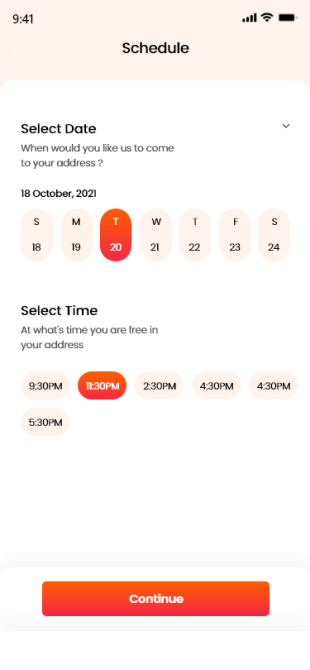 9:41
Schedule
Select Date
When would you like us to come
to your address ?
18 October, 2021
S M T W T F S
18 19 20 21 22 23 24
Select Time
At what's time you are free in
your address
9:30PM 11:30PM 2:30PM 4:30PM 4:30PM
5:30PM
Continue